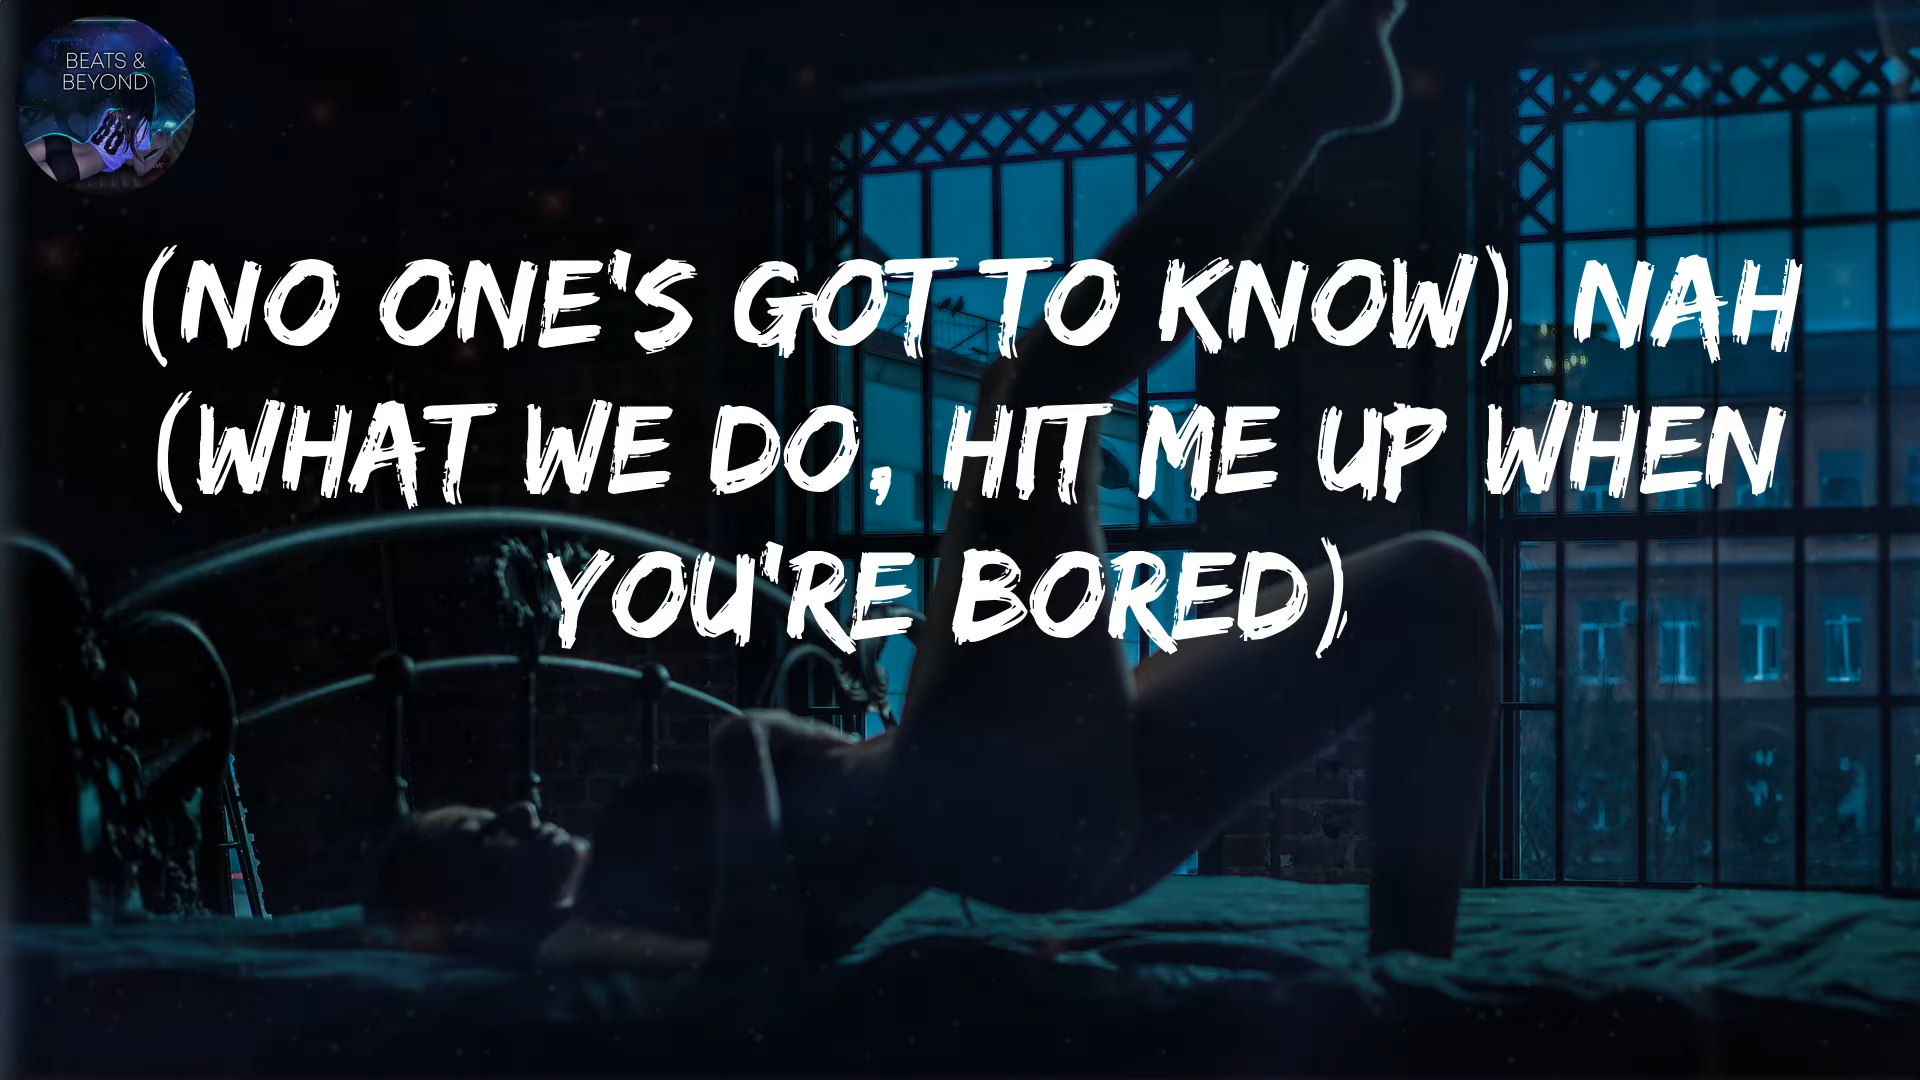 BEATS &
BEYOND
(NO ONE'S GOT TO KNOW) NAH
(WHAT WE DO, HIT ME UP WHEN
YOU'RE BORED)